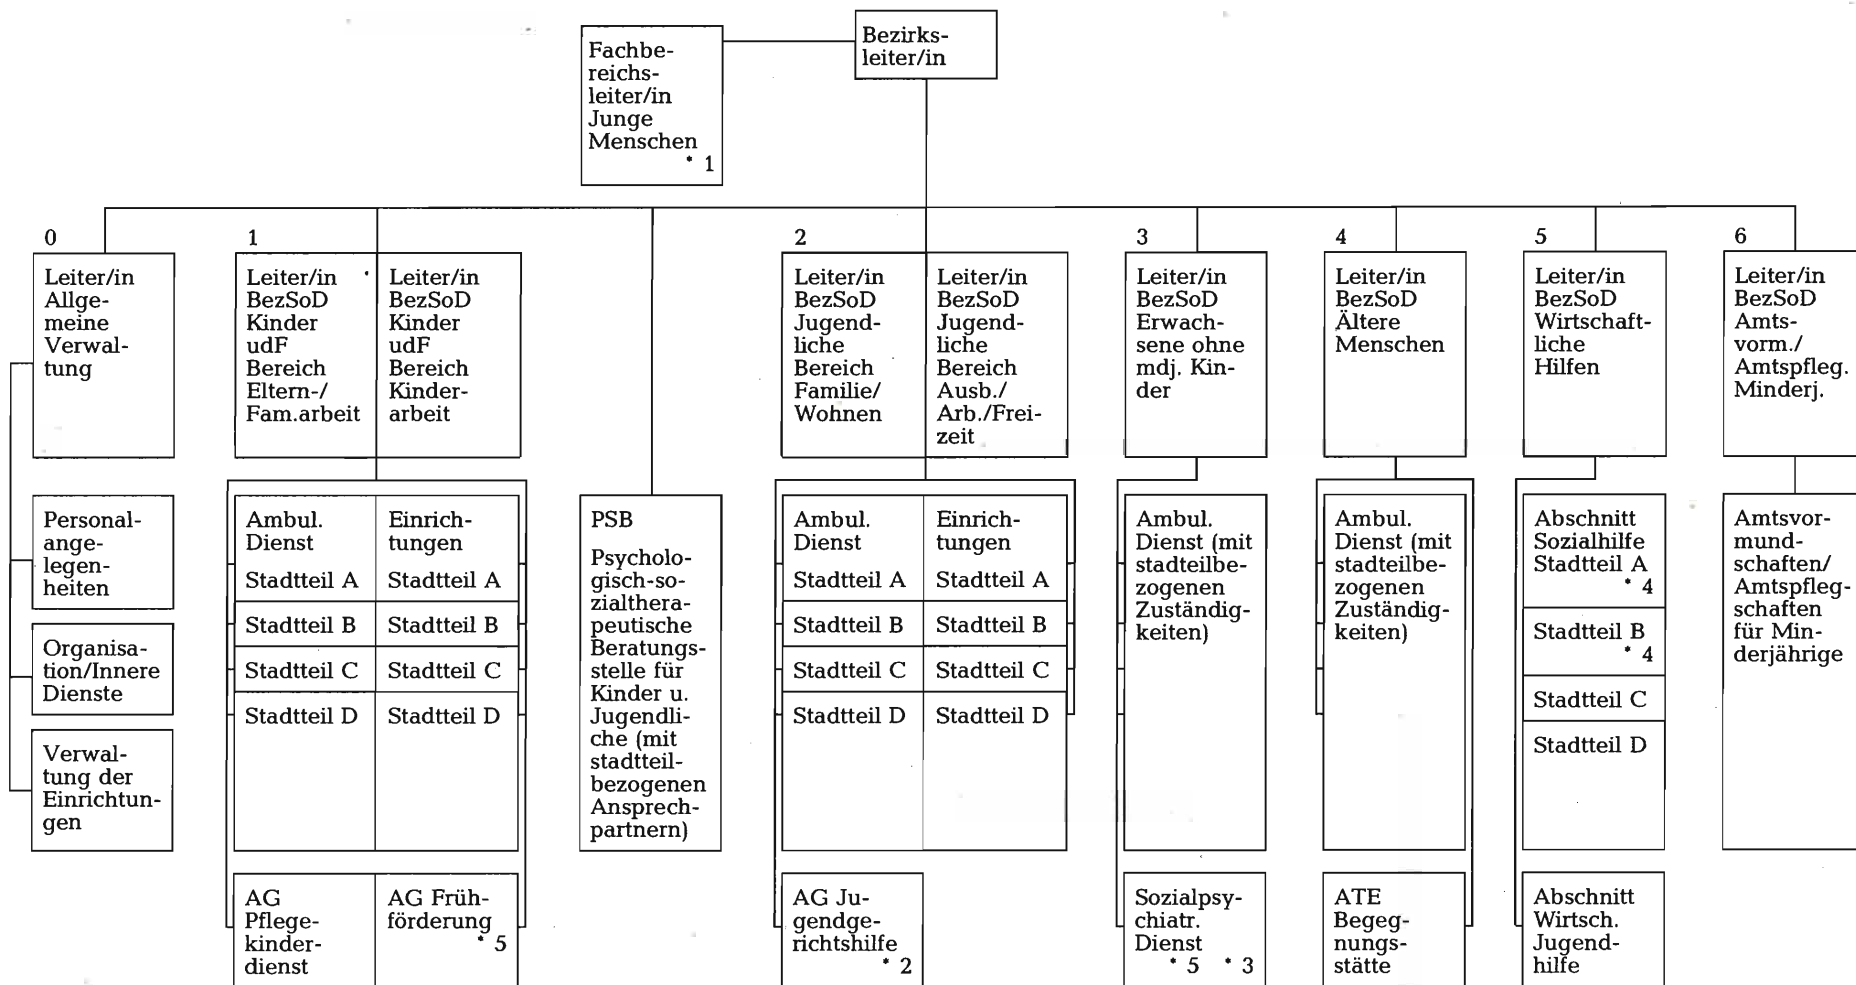 Bezirks-
leiter/in
Fachbe-
reichs-
leiter/in
Junge
Menschen
* 1
0
Leiter/in
Allge-
meine
Verwal-
tung
1
Leiter/in
BezSoD
Kinder
udF
Bereich
Eltern-/
Fam.arbeit
Leiter/in
BezSoD
Kinder
udF
Bereich
Kinder-
arbeit
2
Leiter/in
BezSoD
Jugend-
liche
Bereich
Familie/
Wohnen
Leiter/in
BezSoD
Jugend-
liche
Bereich
Ausb./
Arb./Frei-
zeit
3
Leiter/in
BezSoD
Erwach-
sene ohne
mdj. Kin-
der
4
Leiter/in
BezSoD
Ältere
Menschen
5
Leiter/in
BezSoD
Wirtschaft-
liche
Hilfen
6
Leiter/in
BezSoD
Amts-
vorm./
Amtspfleg.
Minderj.
Personal-
ange-
legen-
heiten
Organisa-
tion/Innere
Dienste
Verwal-
tung der
Einrichtun-
gen
Ambul.
Dienst
Stadtteil A
Stadtteil B
Stadtteil C
Stadtteil D
Einrich-
tungen
Stadtteil A
Stadtteil B
Stadtteil C
Stadtteil D
AG
Pflege-
kinder-
dienst
AG Früh-
förderung
* 5
PSB
Psycholo-
gisch-so-
zialthera-
peutische
Beratungs-
stelle für
Kinder u.
Jugendli-
che (mit
stadtteil-
bezogenen
Ansprech-
partnern)
Ambul.
Dienst
Stadtteil A
Stadtteil B
Stadtteil C
Stadtteil D
Einrich-
tungen
Stadtteil A
Stadtteil B
Stadtteil C
Stadtteil D
AG Ju-
gendge-
richtshilfe
* 2
Ambul.
Dienst (mit
stadteilbe-
zogenen
Zuständig-
keiten)
Sozialpsy-
chiatr.
Dienst
* 5 * 3
Ambul.
Dienst (mit
stadteilbe-
zogenen
Zuständig-
keiten)
ATE
Begeg-
nungs-
stätte
Abschnitt
Sozialhilfe
Stadtteil A
* 4
Stadtteil B
* 4
Stadtteil C
Stadtteil D
Abschnitt
Wirtsch.
Jugend-
hilfe
Amtsvor-
mund-
schaften/
Amtspfleg-
schaften
für Min-
derjährige